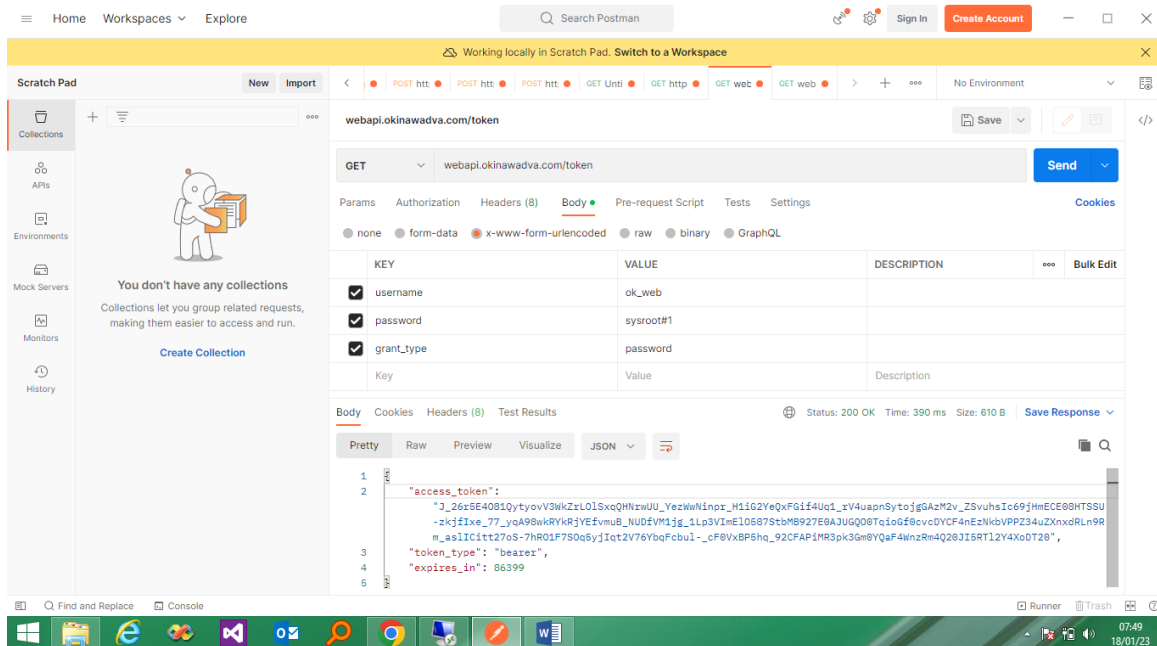 Home Workspaces Explore Search Postman Sign In Create Account
Working locally in Scratch Pad. Switch to a Workspace
Scratch Pad New Import POST htt POST htt POST htt GET Unti GET http GET web GET web No Environment
Collections
APIs
Environments
Mock Servers
Monitors
History
You don't have any collections
Collections let you group related requests,
making them easier to access and run.
Create Collection
webapi.okinawadva.com/token Save
GET webapi.okinawadva.com/token Send
Params Authorization Headers (8) Body Pre-request Script Tests Settings Cookies
none form-data x-www-form-urlencoded raw binary GraphQL
KEY VALUE DESCRIPTION Bulk Edit
username ok_web
password sysroot#1
grant_type password
Key Value Description
Body Cookies Headers (8) Test Results Status: 200 OK Time: 390 ms Size: 610 B Save Response
Pretty Raw Preview Visualize JSON
1 {
2 "access_token":
"J_26r5E4O81QytyovV3WkZrLOlSxqQHNrwUU_YezWwNinpr_H1iG2YeQxFGif4Uq1_rV4uapnSytojgGAzM2v_ZSvuhsIc69jHmECE08HTSSU
-zkjfIxe_77_yqA98wkRYkRjYEfvmuB_NUDfVM1jg_1Lp3VImElO587StbMB927E0AJUGQO0TqioGf0cvcDYCF4nEzNkbVPPZ34uZXnxdRLn9R
m_aslICitt27oS-7hRO1F7SOq5yjIqt2V76YbqFcbul-_cF0VxBP5hq_92CFAPiMR3pk3Gm0YQaF4WnzRm4Q20JI5RTl2Y4XoDT20",
3 "token_type": "bearer",
4 "expires_in": 86399
5 }
Find and Replace Console Runner Trash
07:49
18/01/23